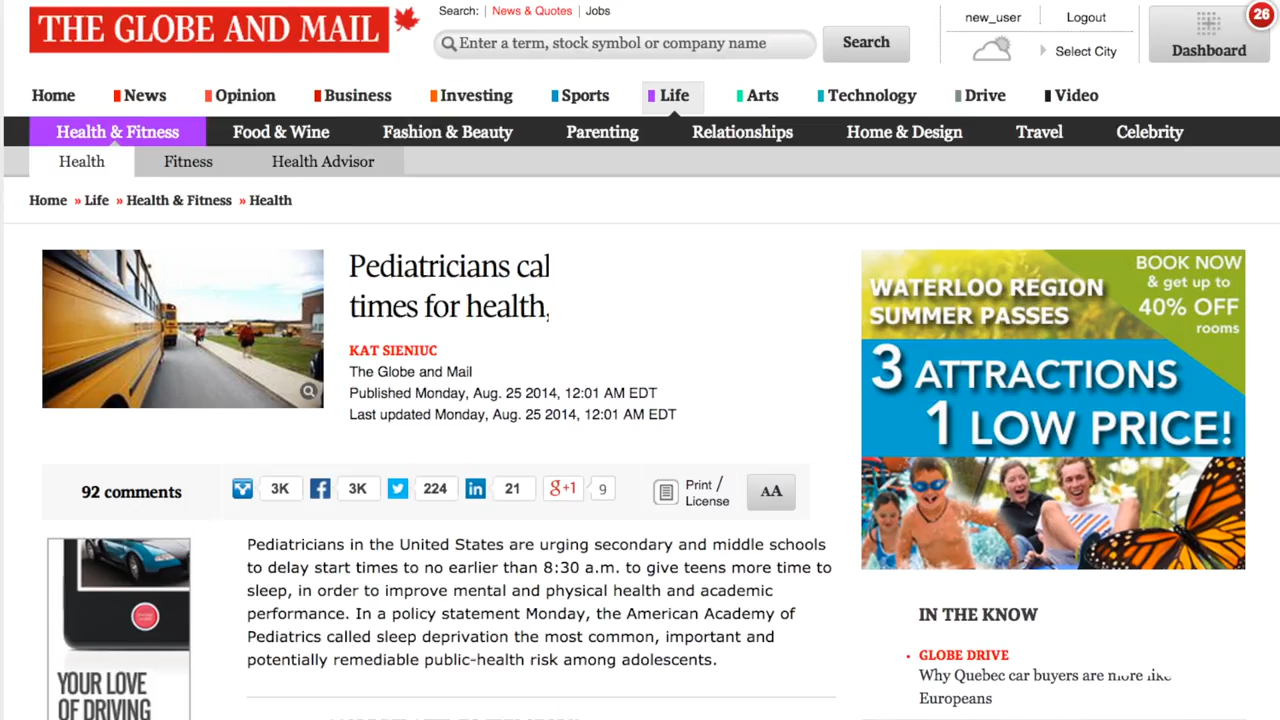 THE GLOBE AND MAIL
Search: News & Quotes Jobs
Enter a term, stock symbol or company name
Search
new_user Logout
Select City
26
Dashboard
Home News Opinion Business Investing Sports Life Arts Technology Drive Video
Health & Fitness Food & Wine Fashion & Beauty Parenting Relationships Home & Design Travel Celebrity
Health Fitness Health Advisor
Home » Life » Health & Fitness » Health
Pediatricians cal
times for health,
KAT SIENIUC
The Globe and Mail
Published Monday, Aug. 25 2014, 12:01 AM EDT
Last updated Monday, Aug. 25 2014, 12:01 AM EDT
92 comments
3K
3K
224
21
g+1
9
Print /
License
AA
Pediatricians in the United States are urging secondary and middle schools
to delay start times to no earlier than 8:30 a.m. to give teens more time to
sleep, in order to improve mental and physical health and academic
performance. In a policy statement Monday, the American Academy of
Pediatrics called sleep deprivation the most common, important and
potentially remediable public-health risk among adolescents.
YOUR LOVE
OF DRIVING
WATERLOO REGION
SUMMER PASSES
BOOK NOW
& get up to
40% OFF
rooms
3 ATTRACTIONS
1 LOW PRICE!
IN THE KNOW
GLOBE DRIVE
Why Quebec car buyers are more like
Europeans